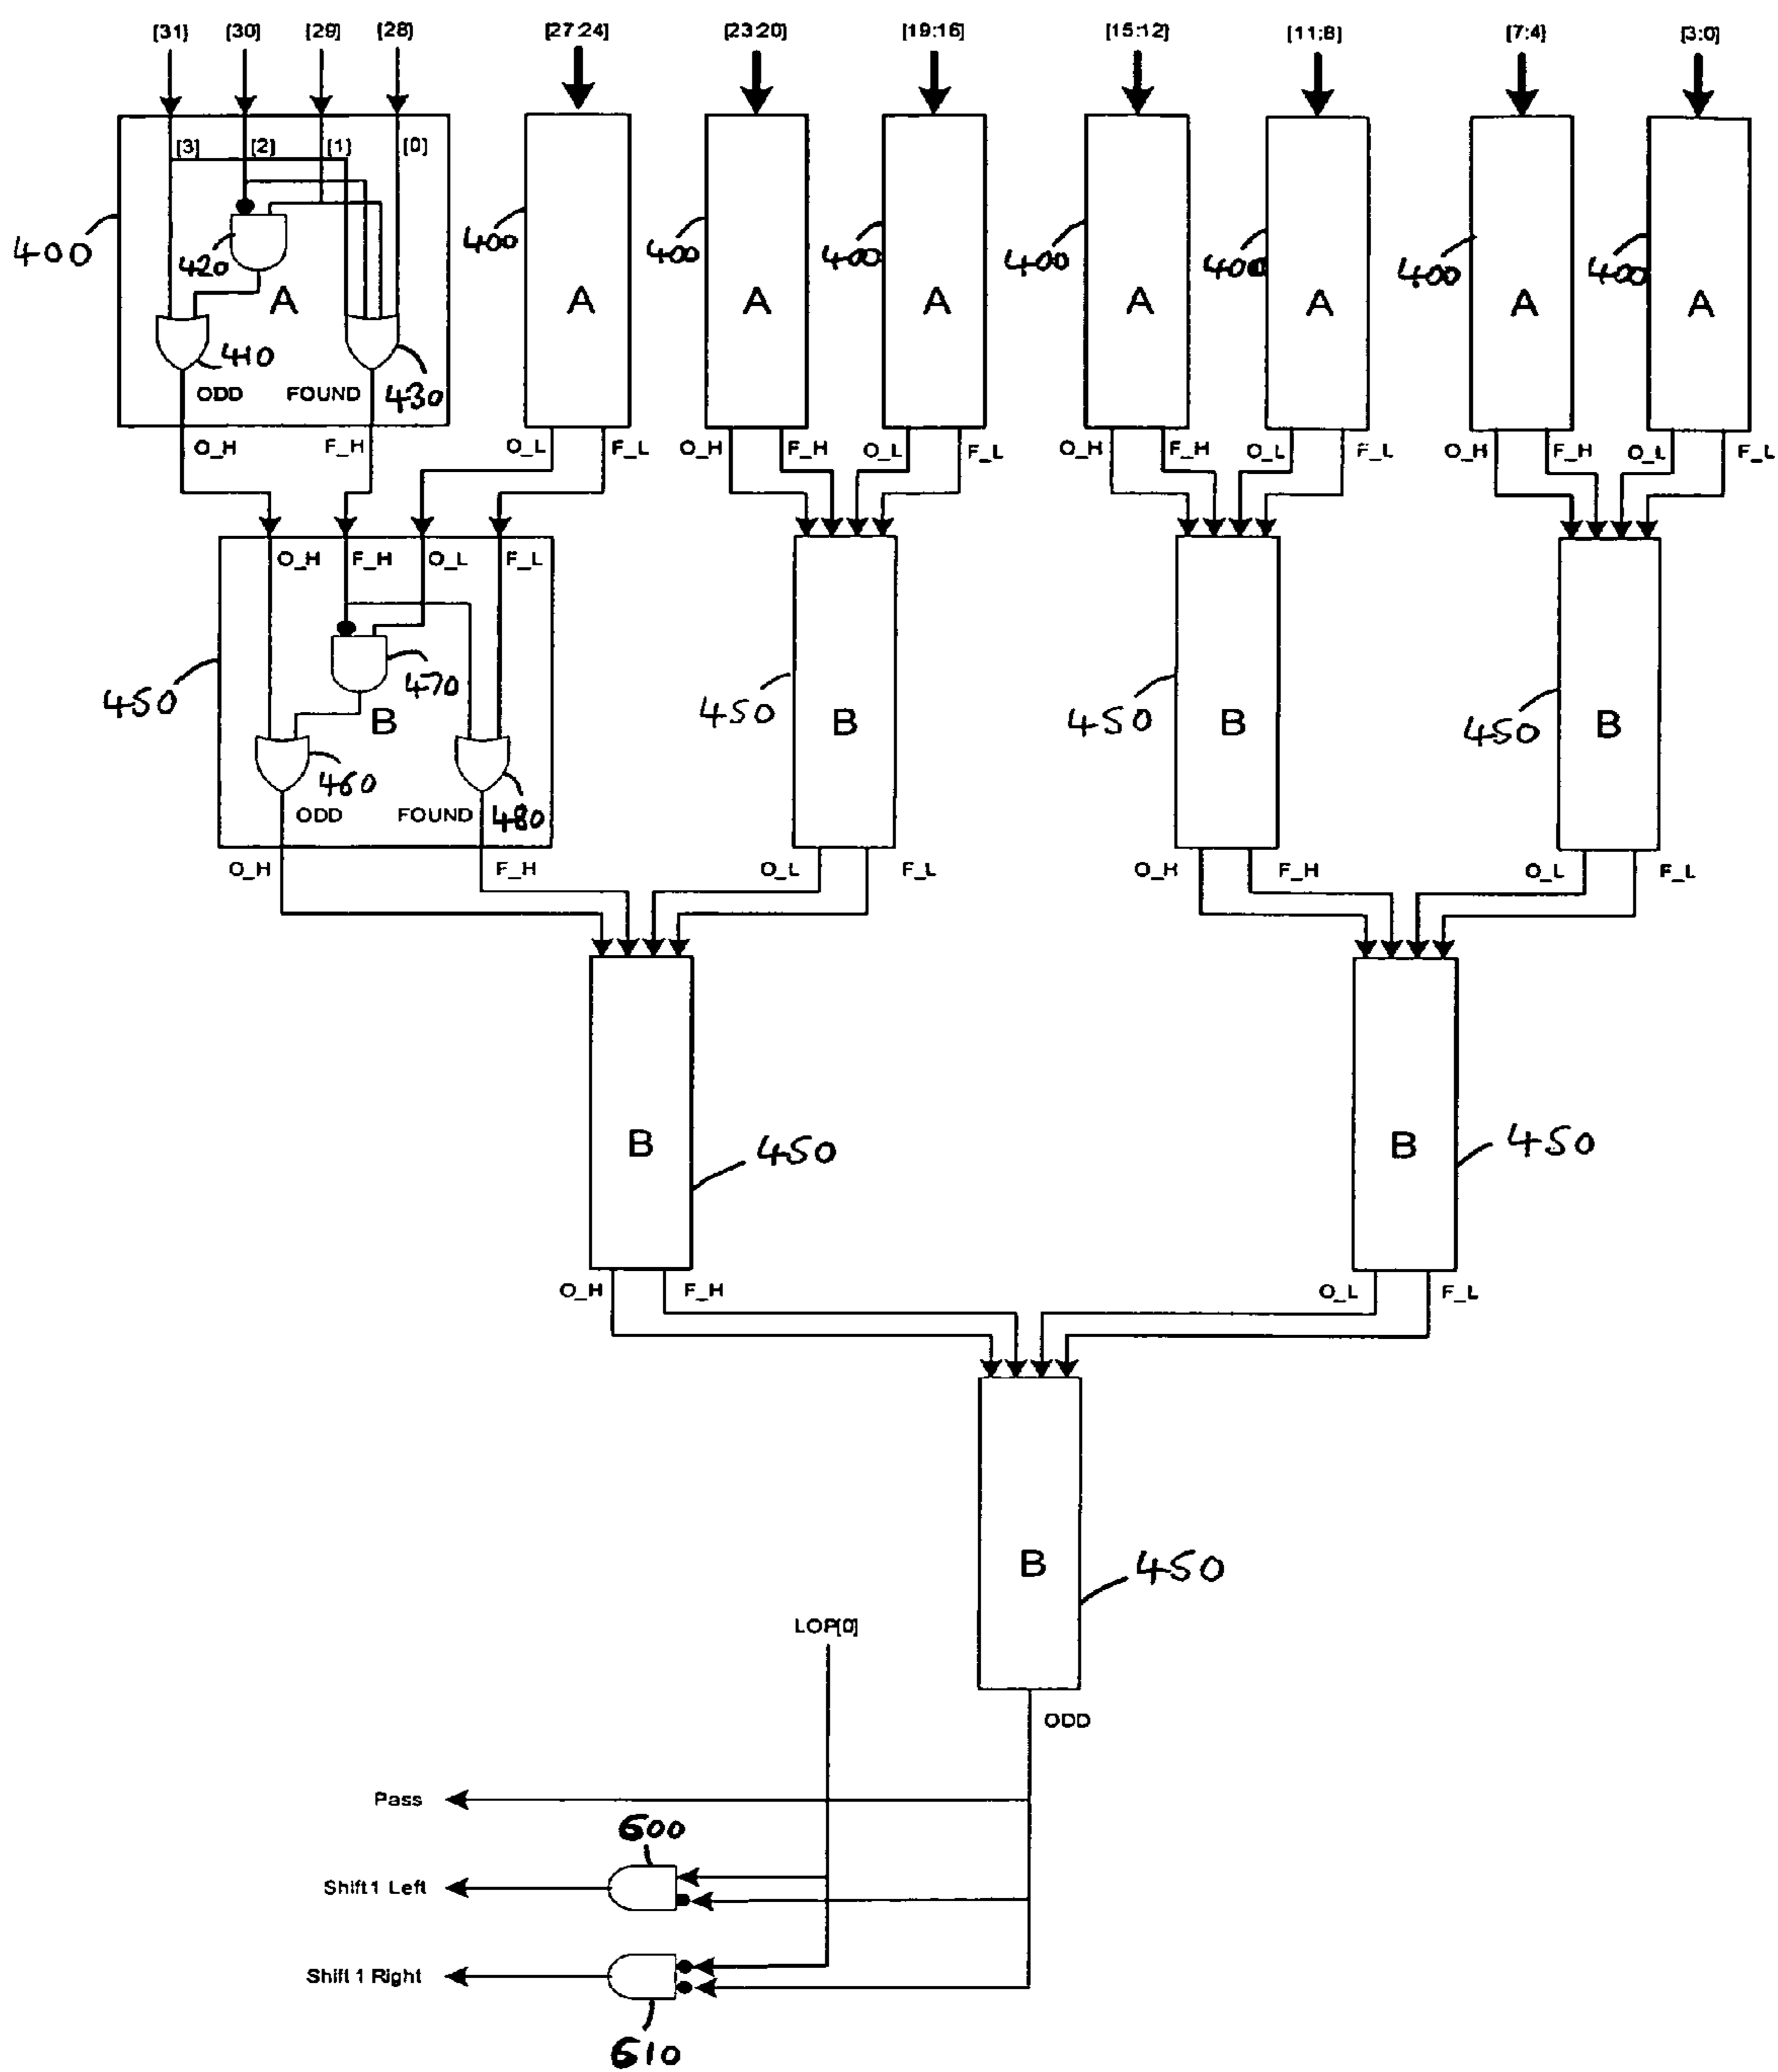 [31] [30] [29] [28] [27:24] [23:20] [19:16] [15:12] [11:8] [7:4] [3:0]
[3] [2] [1] [0]
400 420 A 400 A 400 A 400 A 400 A 400 A 400 A 400 A
410 430
ODD FOUND
O_H F_H O_L F_L O_H F_H O_L F_L O_H F_H O_L F_L O_H F_H O_L F_L
O_H F_H O_L F_L
470
450 B 450 B 450 B 450 B
460 480
ODD FOUND
O_H F_H O_L F_L O_H F_H O_L F_L
B 450 B 450
O_H F_H O_L F_L
B 450
LOP[0]
ODD
Pass
600
Shift1 Left
Shift 1 Right
610